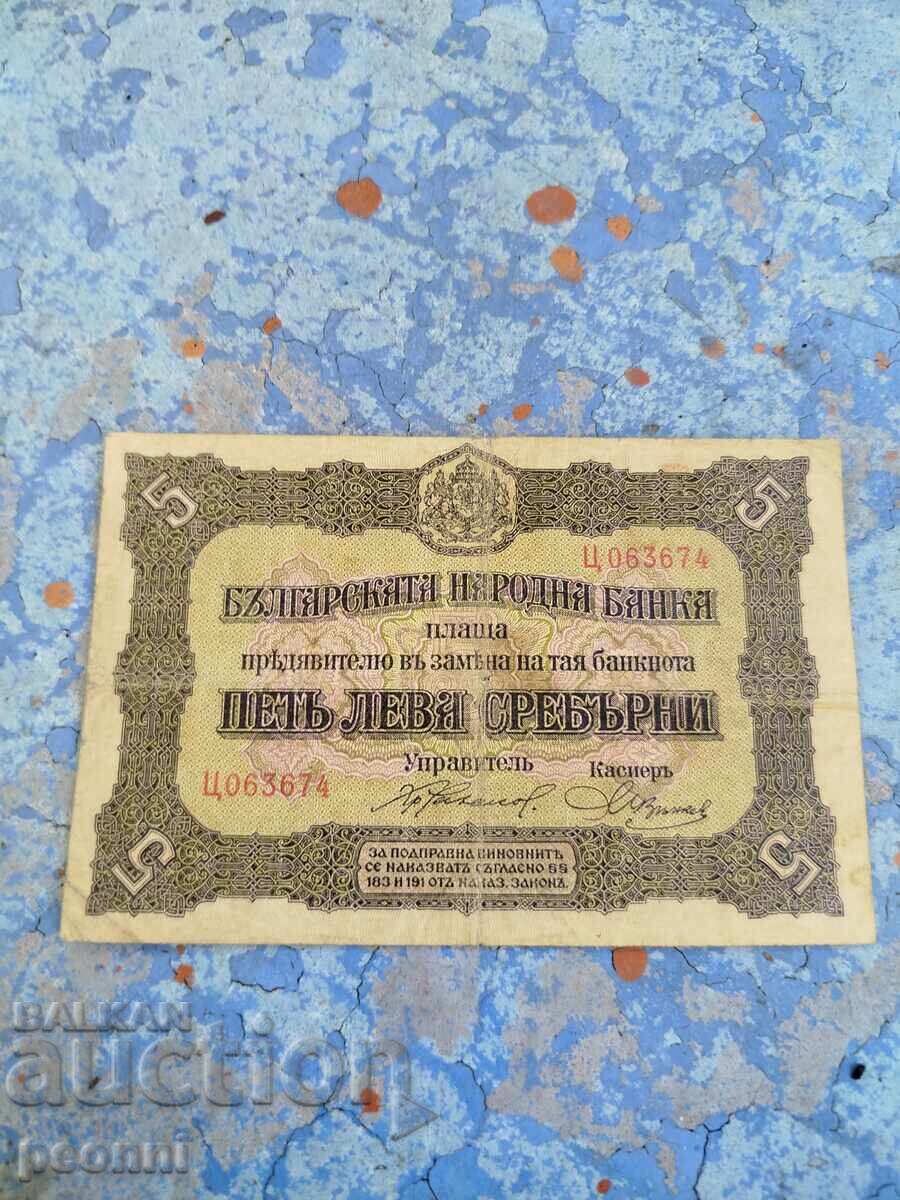 5 5
Ц063674
БЪЛГАРСКАТА НАРОДНА БАНКА
плаща
прѣдявителю въ замѣна на тая банкнота
ПЕТЬ ЛЕВА СРЕБЪРНИ
Управитель Касиеръ
Ц063674
ЗА ПОДПРАВКА ВИНОВНИТѢ
СЕ НАКАЗВАТЪ СЪГЛАСНО §§
183 И 191 ОТЪ НАКАЗ. ЗАКОНЪ.
5 5
BALKAN
auction
peonni